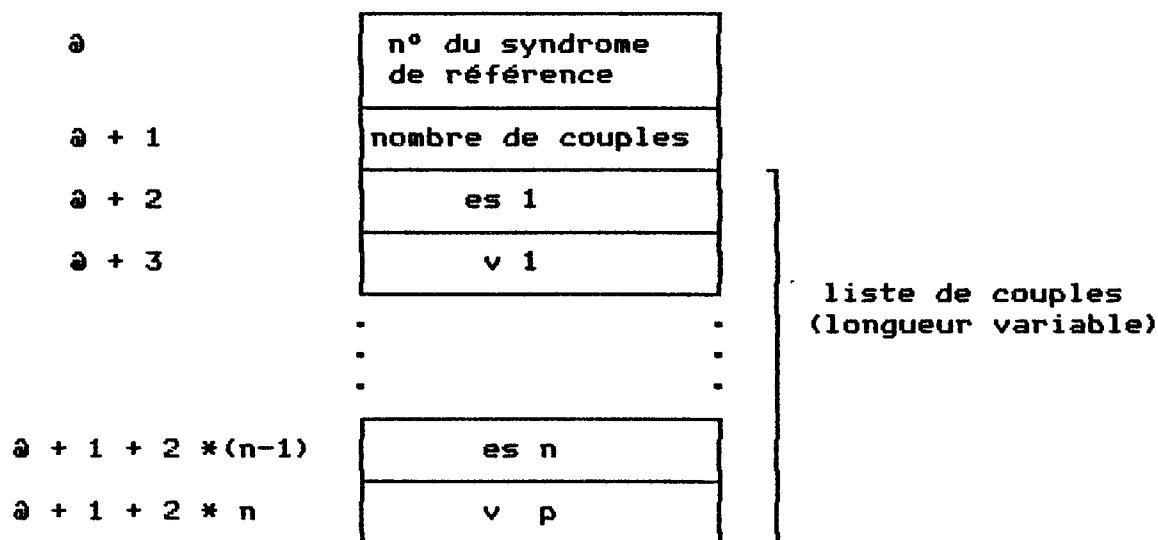 @ n° du syndrome
de référence
@ + 1 nombre de couples
@ + 2 es 1
@ + 3 v 1
liste de couples
(longueur variable)
@ + 1 + 2 *(n-1) es n
@ + 1 + 2 * n v p